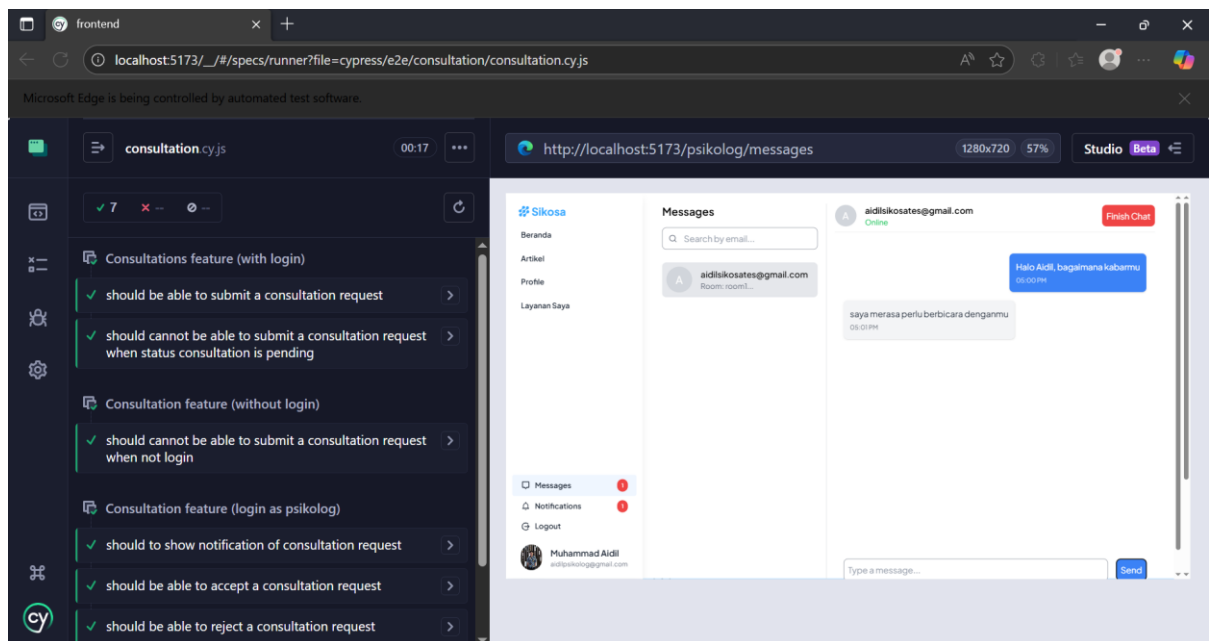 frontend
localhost:5173/__/#/specs/runner?file=cypress/e2e/consultation/consultation.cy.js
Microsoft Edge is being controlled by automated test software.
consultation.cy.js
00:17
7
--
--
Consultations feature (with login)
should be able to submit a consultation request
should cannot be able to submit a consultation request
when status consultation is pending
Consultation feature (without login)
should cannot be able to submit a consultation request
when not login
Consultation feature (login as psikolog)
should to show notification of consultation request
should be able to accept a consultation request
should be able to reject a consultation request
cy
http://localhost:5173/psikolog/messages
1280x720
57%
Studio
Beta
Sikosa
Beranda
Artikel
Profile
Layanan Saya
Messages
1
Notifications
1
Logout
Muhammad Aidil
aidilpsikolog@gmail.com
Messages
Search by email...
A
aidilsikosates@gmail.com
Room: room1...
A
aidilsikosates@gmail.com
Online
Finish Chat
Halo Aidil, bagaimana kabarmu
05:00 PM
saya merasa perlu berbicara denganmu
05:01 PM
Type a message...
Send